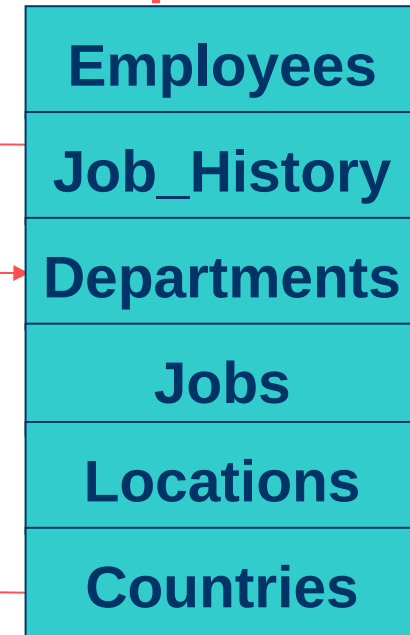 Employees
Job_History
Departments
Jobs
Locations
Countries